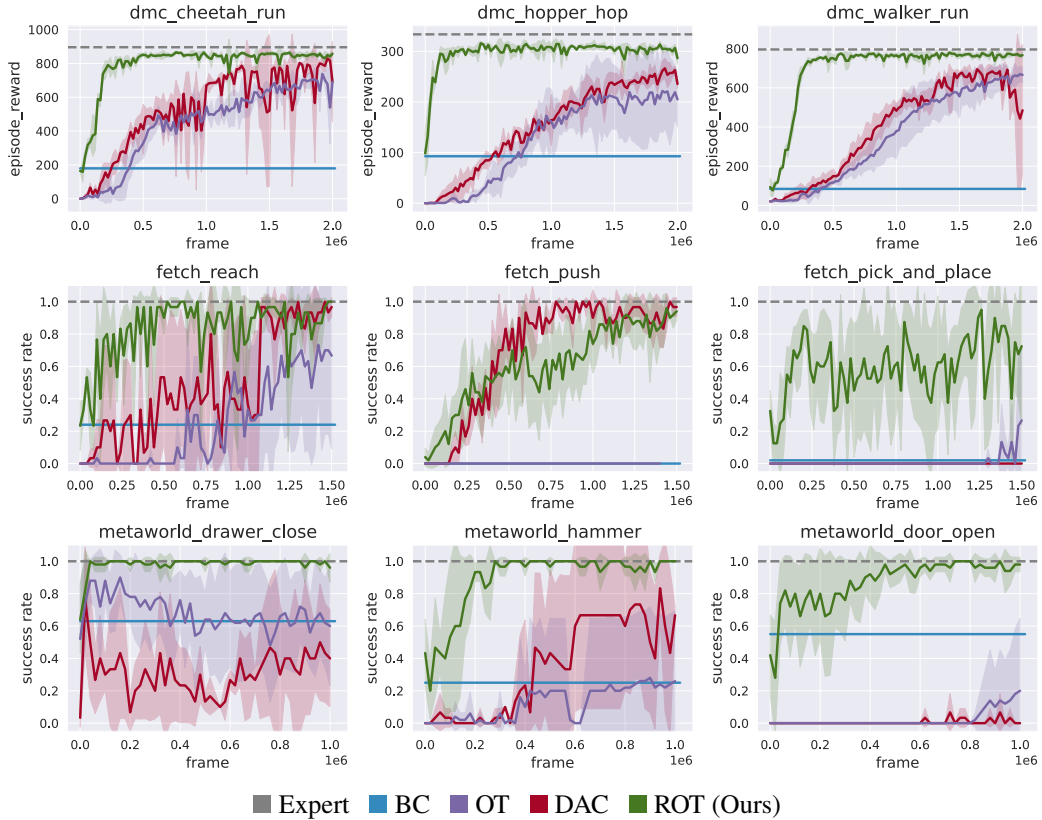 dmc_cheetah_run dmc_hopper_hop dmc_walker_run
episode_reward
1000
800
600
400
200
0
0.0 0.5 1.0 1.5 2.0
frame 1e6
episode_reward
300
200
100
0
0.0 0.5 1.0 1.5 2.0
frame 1e6
episode_reward
800
600
400
200
0
0.0 0.5 1.0 1.5 2.0
frame 1e6
fetch_reach fetch_push fetch_pick_and_place
success rate
1.0
0.8
0.6
0.4
0.2
0.0
0.00 0.25 0.50 0.75 1.00 1.25 1.50
frame 1e6
success rate
1.0
0.8
0.6
0.4
0.2
0.0
0.00 0.25 0.50 0.75 1.00 1.25 1.50
frame 1e6
success rate
1.0
0.8
0.6
0.4
0.2
0.0
0.00 0.25 0.50 0.75 1.00 1.25 1.50
frame 1e6
metaworld_drawer_close metaworld_hammer metaworld_door_open
success rate
1.0
0.8
0.6
0.4
0.2
0.0
0.0 0.2 0.4 0.6 0.8 1.0
frame 1e6
success rate
1.0
0.8
0.6
0.4
0.2
0.0
0.0 0.2 0.4 0.6 0.8 1.0
frame 1e6
success rate
1.0
0.8
0.6
0.4
0.2
0.0
0.0 0.2 0.4 0.6 0.8 1.0
frame 1e6
Expert BC OT DAC ROT (Ours)